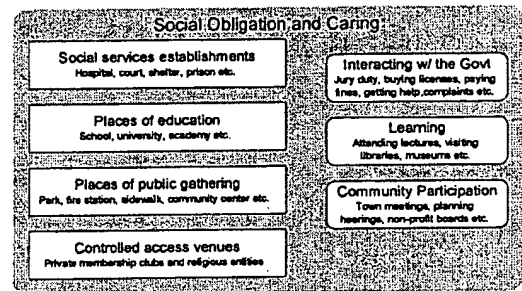 Social Obligation and Caring
Social services establishments
Hospital, court, shelter, prison etc.
Places of education
School, university, academy etc.
Places of public gathering
Park, fire station, sidewalk, community center etc.
Controlled access venues
Private membership clubs and religious entities
Interacting w/ the Govt
Jury duty, buying licenses, paying
fines, getting help,complaints etc.
Learning
Attending lectures, visiting
libraries, museums etc.
Community Participation
Town meetings, planning
hearings, non-profit boards etc.